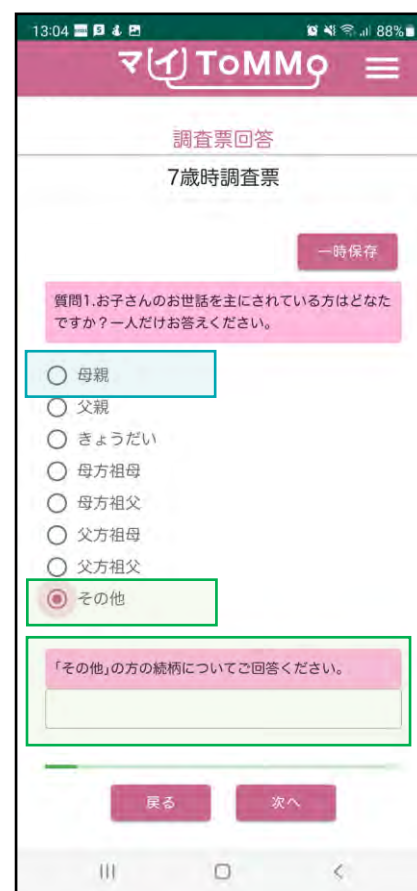 13:04 88%
マイToMMo
調査票回答
7歳時調査票
一時保存
質問1.お子さんのお世話を主にされている方はどなた
ですか?一人だけお答えください。
母親
父親
きょうだい
母方祖母
母方祖父
父方祖母
父方祖父
その他
「その他」の方の続柄についてご回答ください。
戻る 次へ